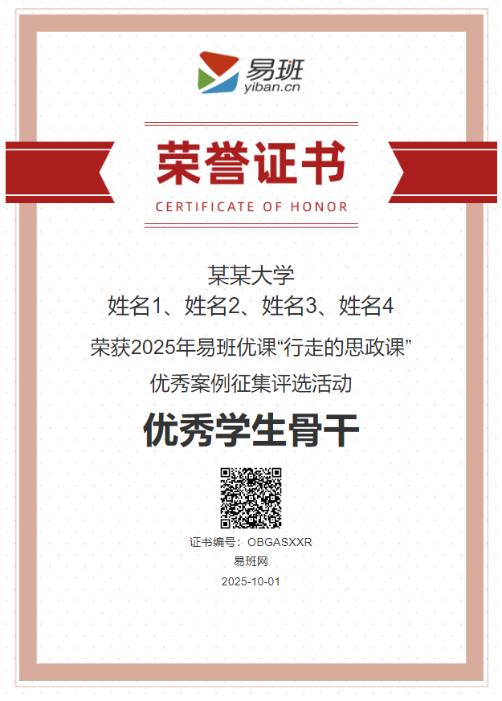 易班
yiban.cn
荣誉证书
CERTIFICATE OF HONOR
某某大学
姓名1、姓名2、姓名3、姓名4
荣获2025年易班优课“行走的思政课”
优秀案例征集评选活动
优秀学生骨干
证书编号：OBGASXXR
易班网
2025-10-01